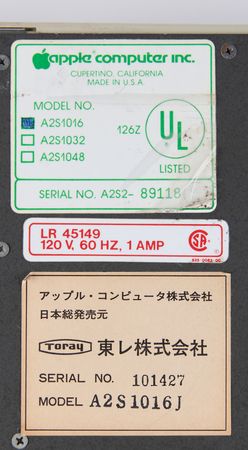 apple computer inc.
CUPERTINO, CALIFORNIA
MADE IN U.S.A.
MODEL NO.
A2S1016
A2S1032
A2S1048
126Z
UL
LISTED
SERIAL NO. A2S2- 89118
LR 45149
120 V, 60 HZ, 1 AMP
アップル・コンピュータ株式会社
日本総発売元
Toray 東レ株式会社
SERIAL NO. 101427
MODEL A2S1016J